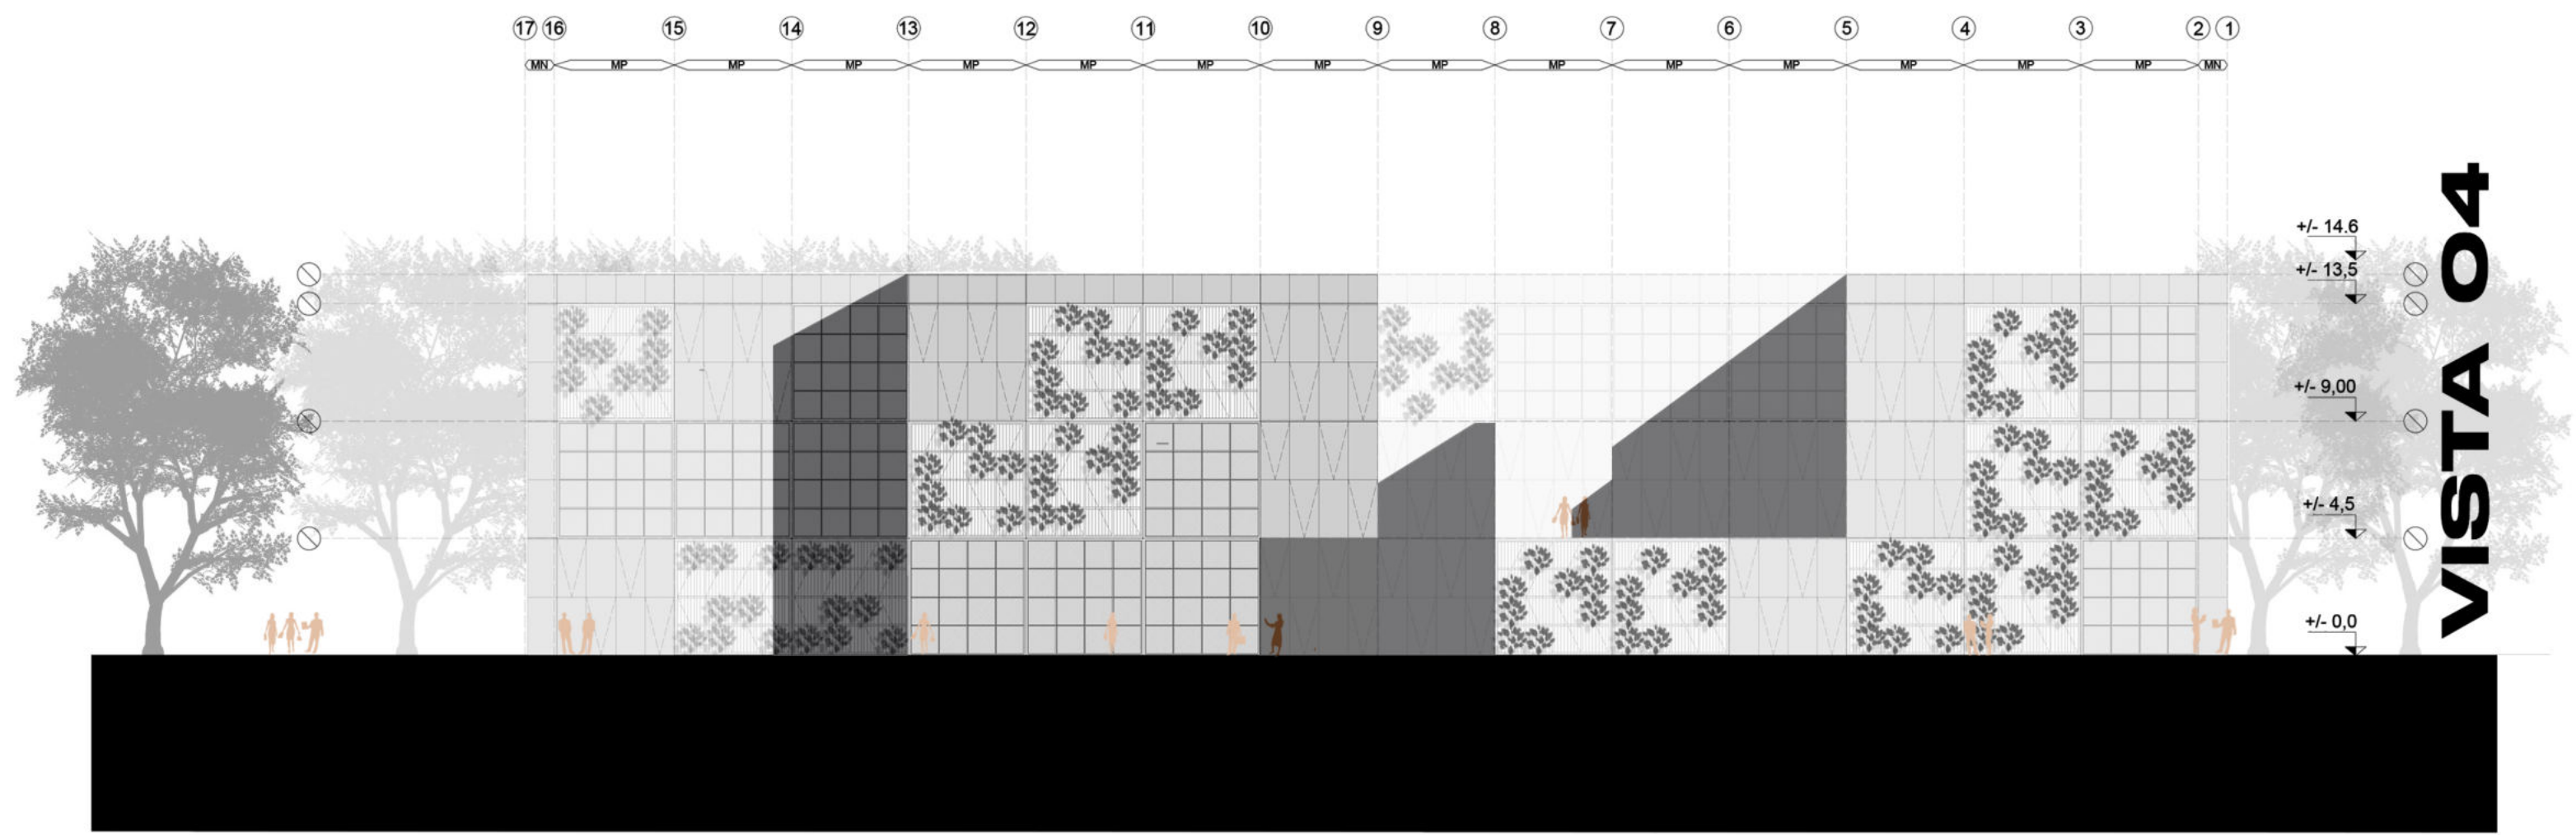 17 16 15 14 13 12 11 10 9 8 7 6 5 4 3 2 1
MN MP MP MP MP MP MP MP MP MP MP MP MP MP MP MN
+/- 14.6
+/- 13,5
+/- 9,00
+/- 4,5
+/- 0,0
VISTA 04